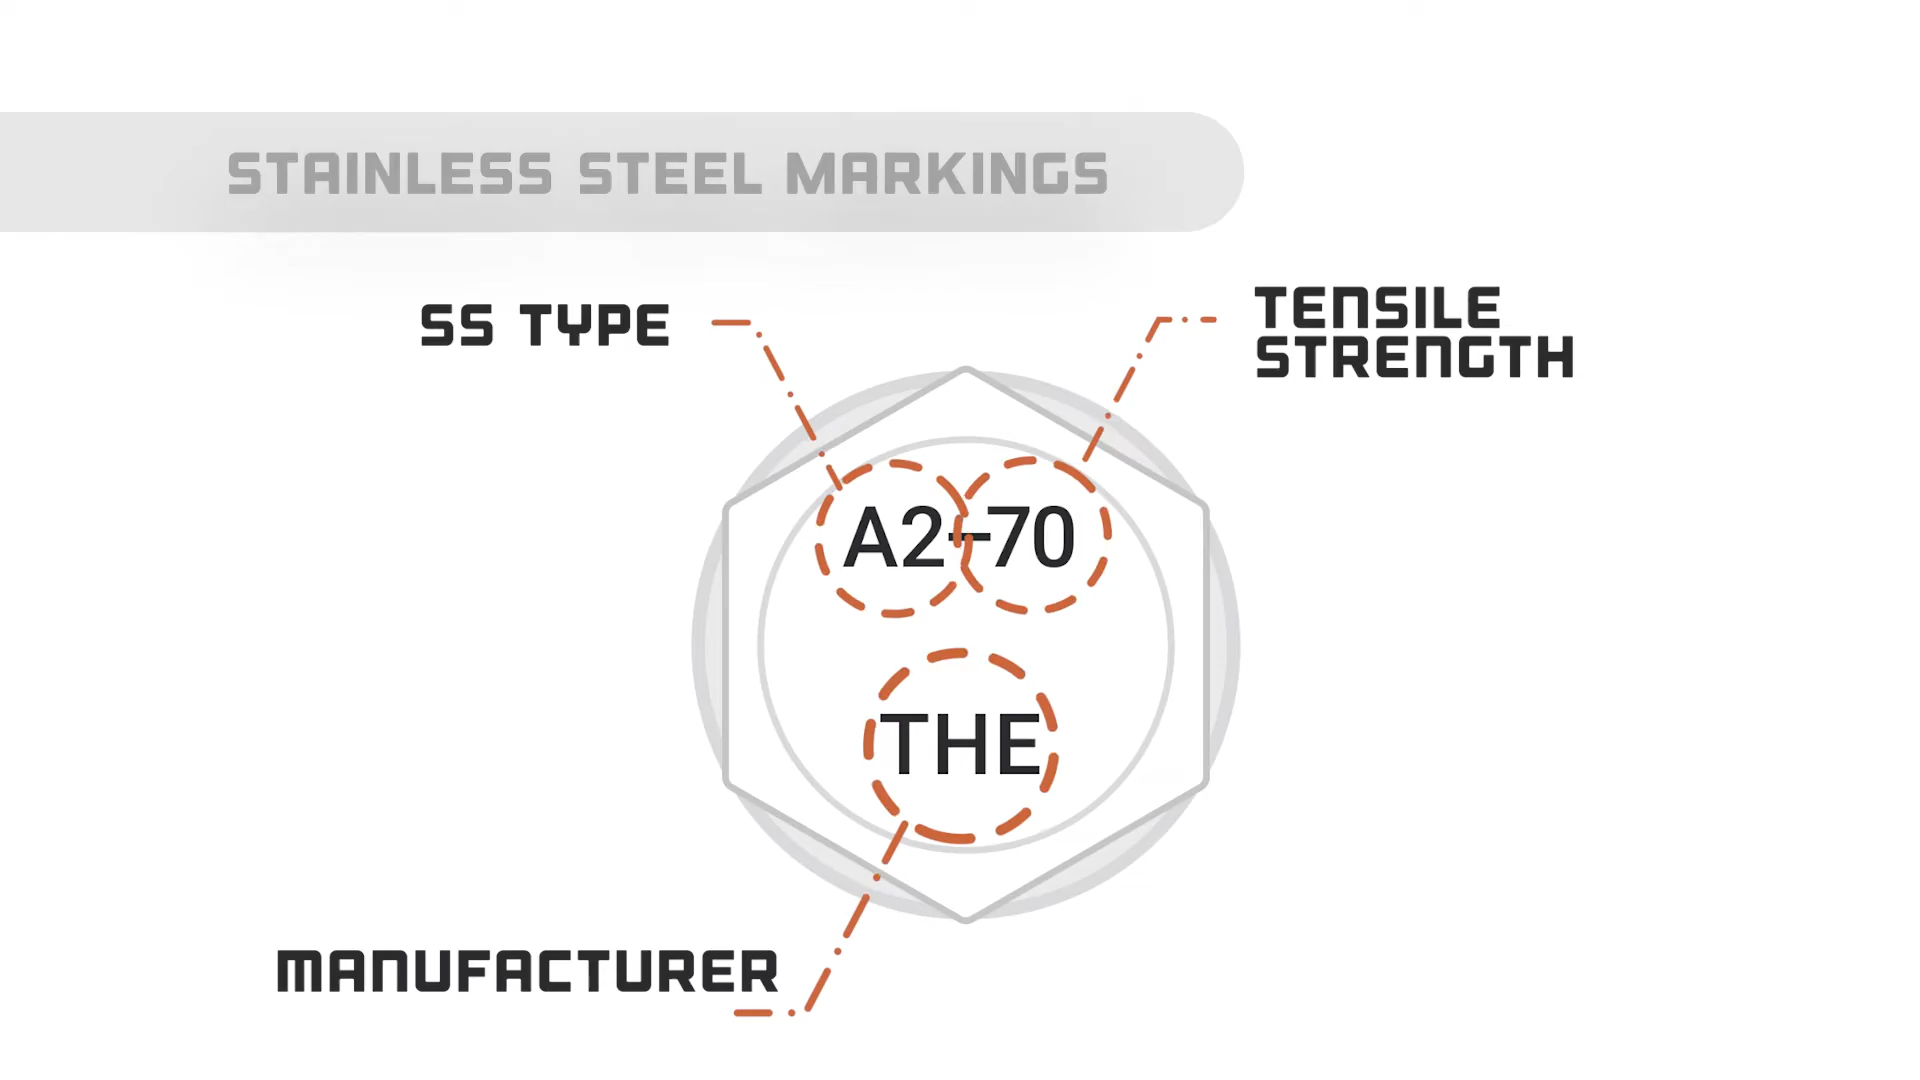 STAINLESS STEEL MARKINGS
SS TYPE
TENSILE
STRENGTH
A2-70
THE
MANUFACTURER